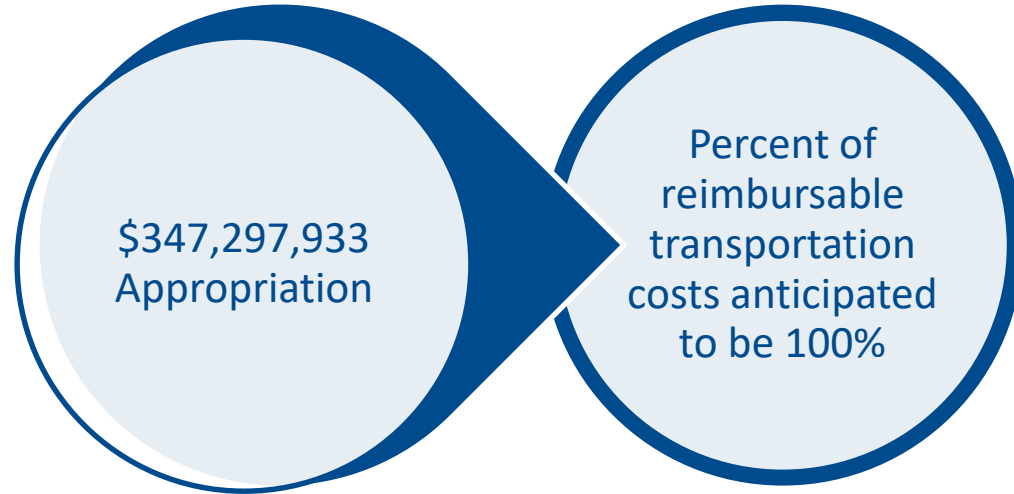 $347,297,933
Appropriation
Percent of
reimbursable
transportation
costs anticipated
to be 100%